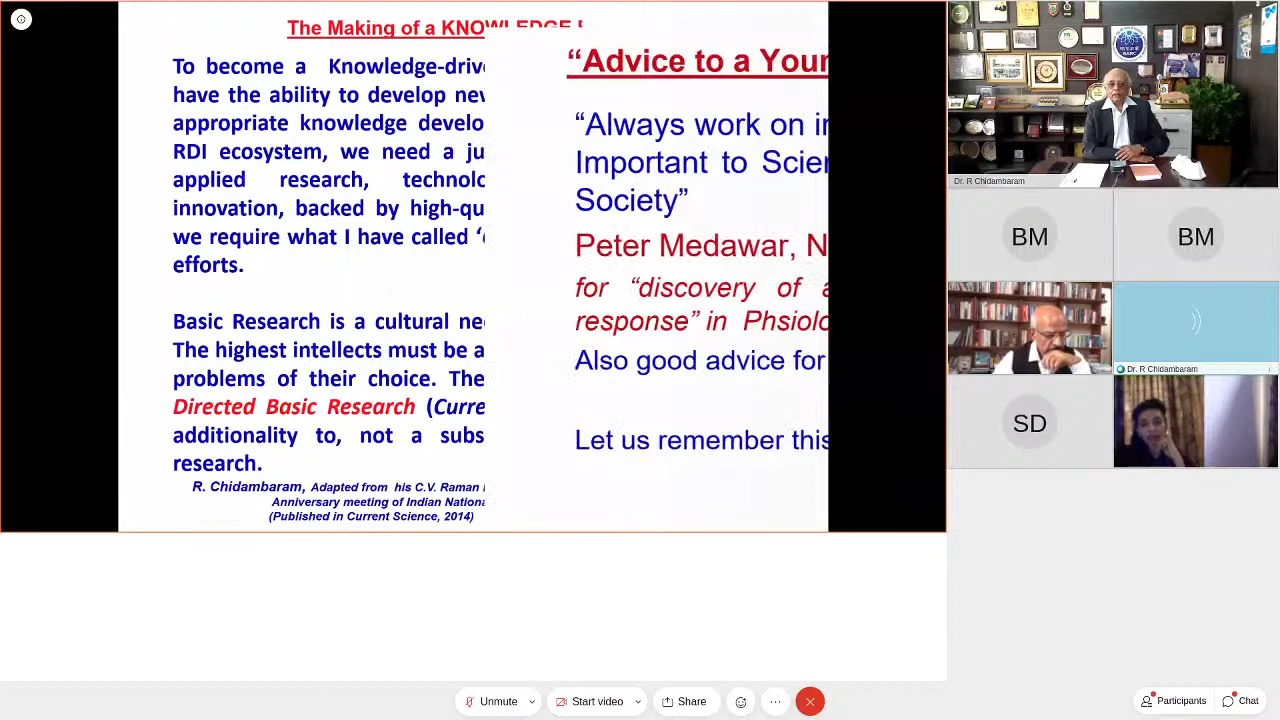 The Making of a KNOWLEDGE
To become a Knowledge-drive
have the ability to develop nev
appropriate knowledge develo
RDI ecosystem, we need a ju
applied research, technolo
innovation, backed by high-qu
we require what I have called ‘
efforts.
Basic Research is a cultural ne
The highest intellects must be a
problems of their choice. The
Directed Basic Research (Curre
additionality to, not a subs
research.
R. Chidambaram, Adapted from his C.V. Raman
Anniversary meeting of Indian Nationa
(Published in Current Science, 2014)
“Advice to a Your
“Always work on in
Important to Scien
Society”
Peter Medawar, N
for “discovery of a
response” in Phsiolo
Also good advice for
Let us remember this
BARC
Dr. R Chidambaram
BM
BM
Dr. R Chidambaram
SD
Unmute
Start video
Share
Participants
Chat